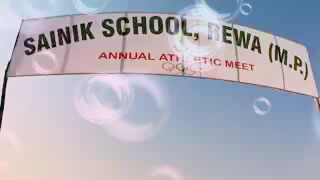 SAINIK SCHOOL, REWA (M.P.)
ANNUAL ATHLETIC MEET